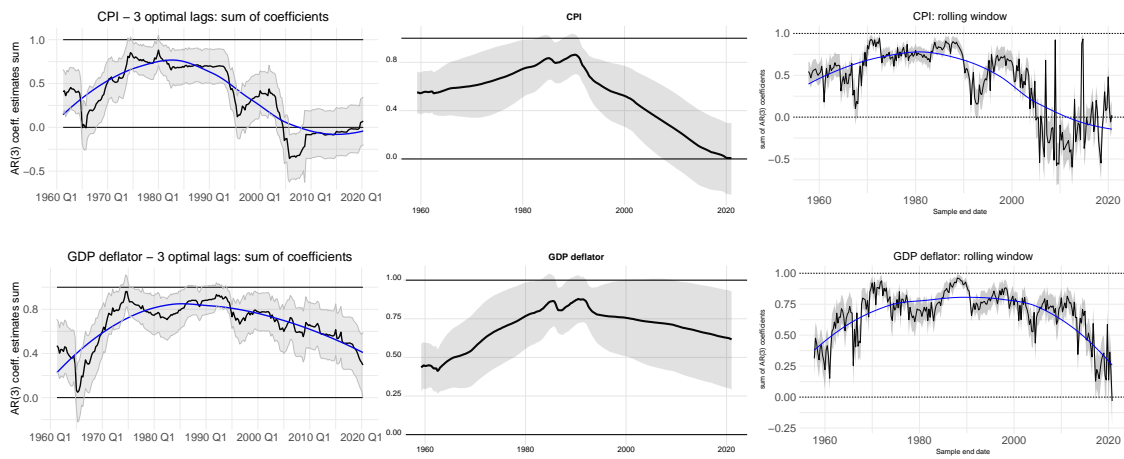 CPI – 3 optimal lags: sum of coefficients
AR(3) coeff. estimates sum
1.0
0.5
0.0
−0.5
1960 Q1 1970 Q1 1980 Q1 1990 Q1 2000 Q1 2010 Q1 2020 Q1
CPI
0.8
0.4
0.0
1960 1980 2000 2020
CPI: rolling window
sum of AR(3) coefficients
1.0
0.5
0.0
−0.5
1960 1980 2000 2020
Sample end date
GDP deflator – 3 optimal lags: sum of coefficients
AR(3) coeff. estimates sum
0.8
0.4
0.0
1960 Q1 1970 Q1 1980 Q1 1990 Q1 2000 Q1 2010 Q1 2020 Q1
GDP deflator
1.00
0.75
0.50
0.25
0.00
1960 1980 2000 2020
GDP deflator: rolling window
sum of AR(3) coefficients
1.00
0.75
0.50
0.25
0.00
−0.25
1960 1980 2000 2020
Sample end date